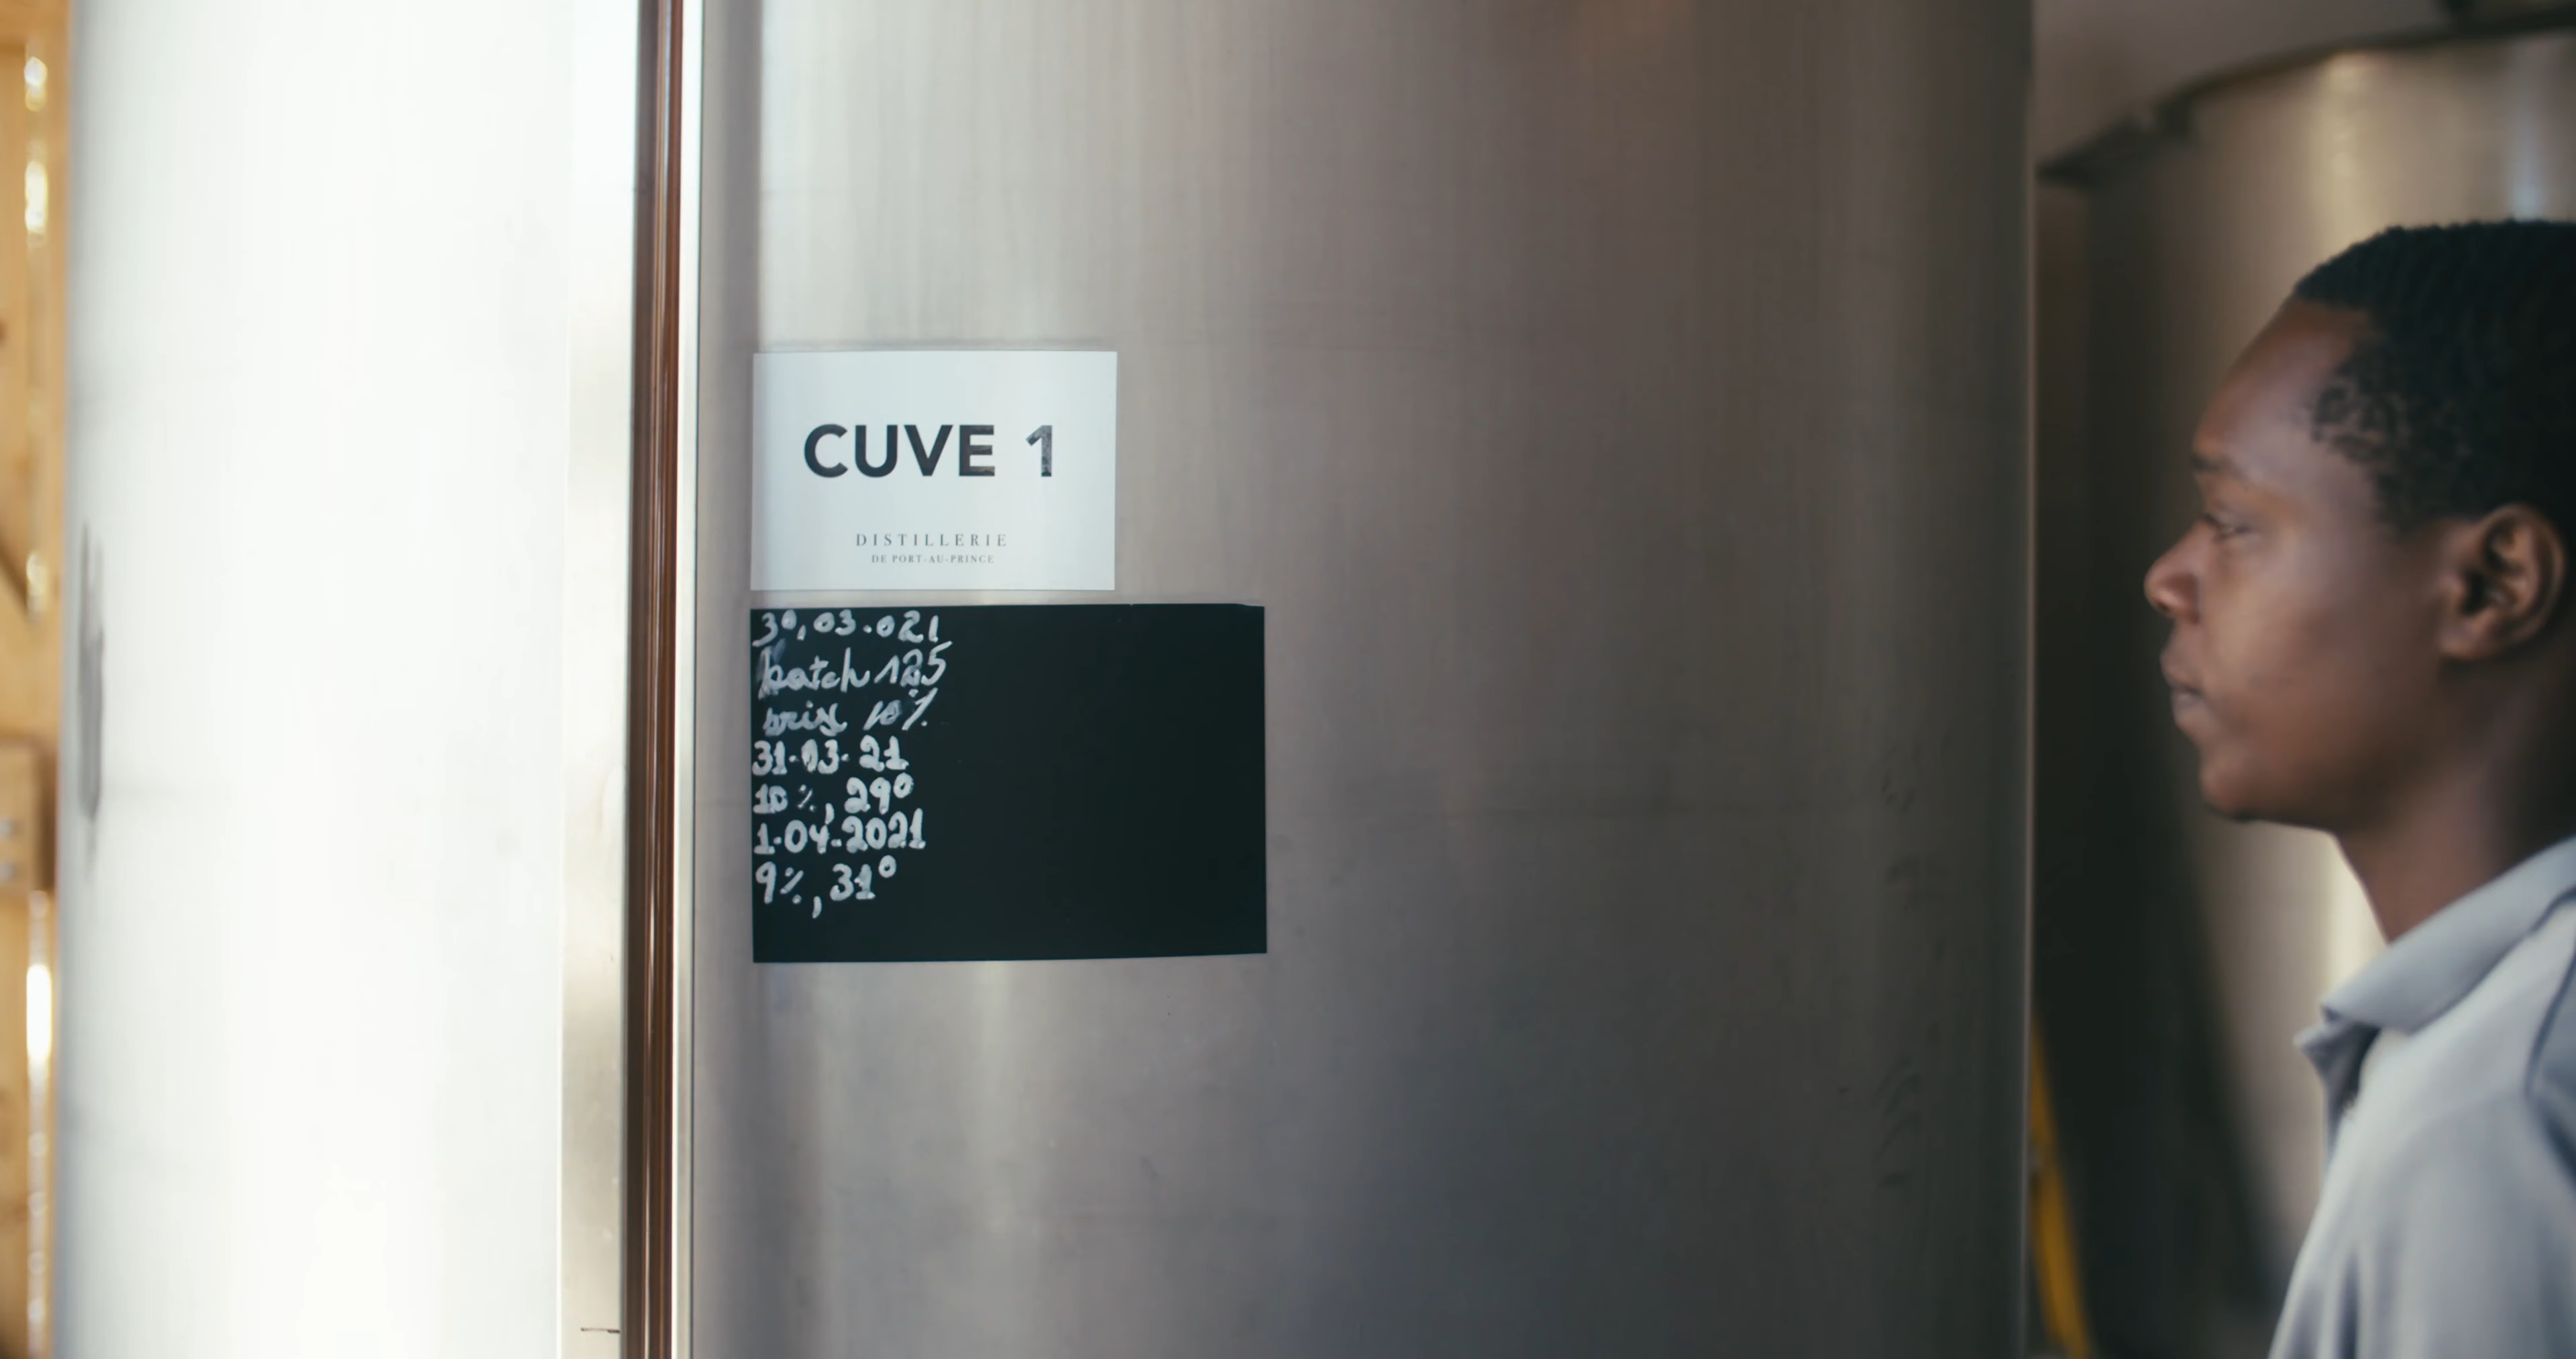 CUVE 1
DISTILLERIE
DE PORT-AU-PRINCE
30,03.021
batch 125
brix 10%
31-03-21
10%, 29°
1-04-2021
9%, 31°